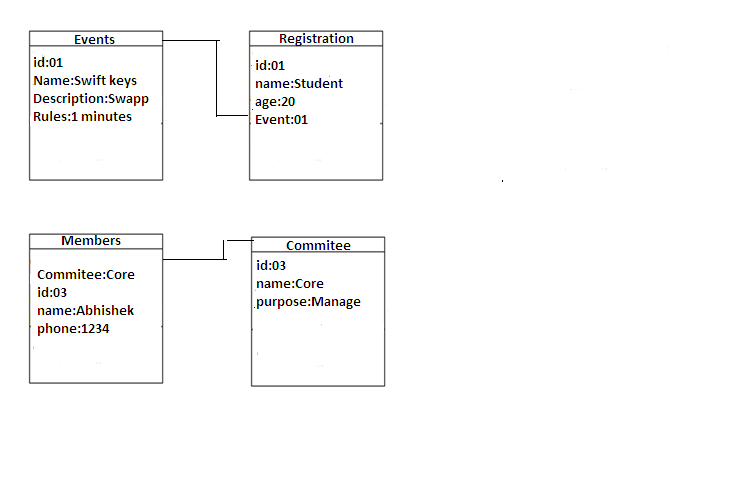 Events
id:01
Name:Swift keys
Description:Swapp
Rules:1 minutes
Registration
id:01
name:Student
age:20
Event:01
Members
Commitee:Core
id:03
name:Abhishek
phone:1234
Commitee
id:03
name:Core
purpose:Manage